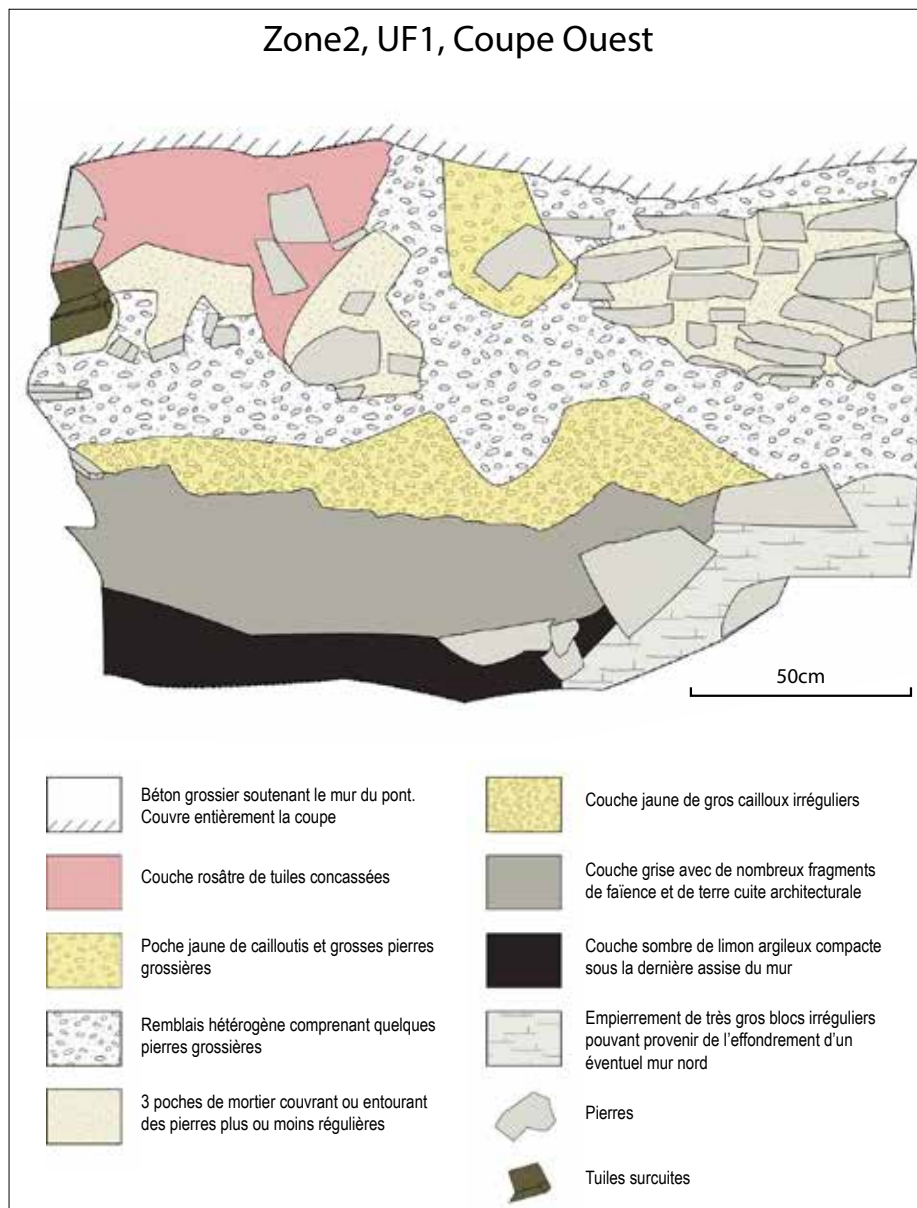 Zone2, UF1, Coupe Ouest
50cm
Béton grossier soutenant le mur du pont.
Couvre entièrement la coupe
Couche rosâtre de tuiles concassées
Poche jaune de cailloutis et grosses pierres
grossières
Remblais hétérogène comprenant quelques
pierres grossières
3 poches de mortier couvrant ou entourant
des pierres plus ou moins régulières
Couche jaune de gros cailloux irréguliers
Couche grise avec de nombreux fragments
de faïence et de terre cuite architecturale
Couche sombre de limon argileux compacte
sous la dernière assise du mur
Empierrement de très gros blocs irréguliers
pouvant provenir de l'effondrement d'un
éventuel mur nord
Pierres
Tuiles surcuites